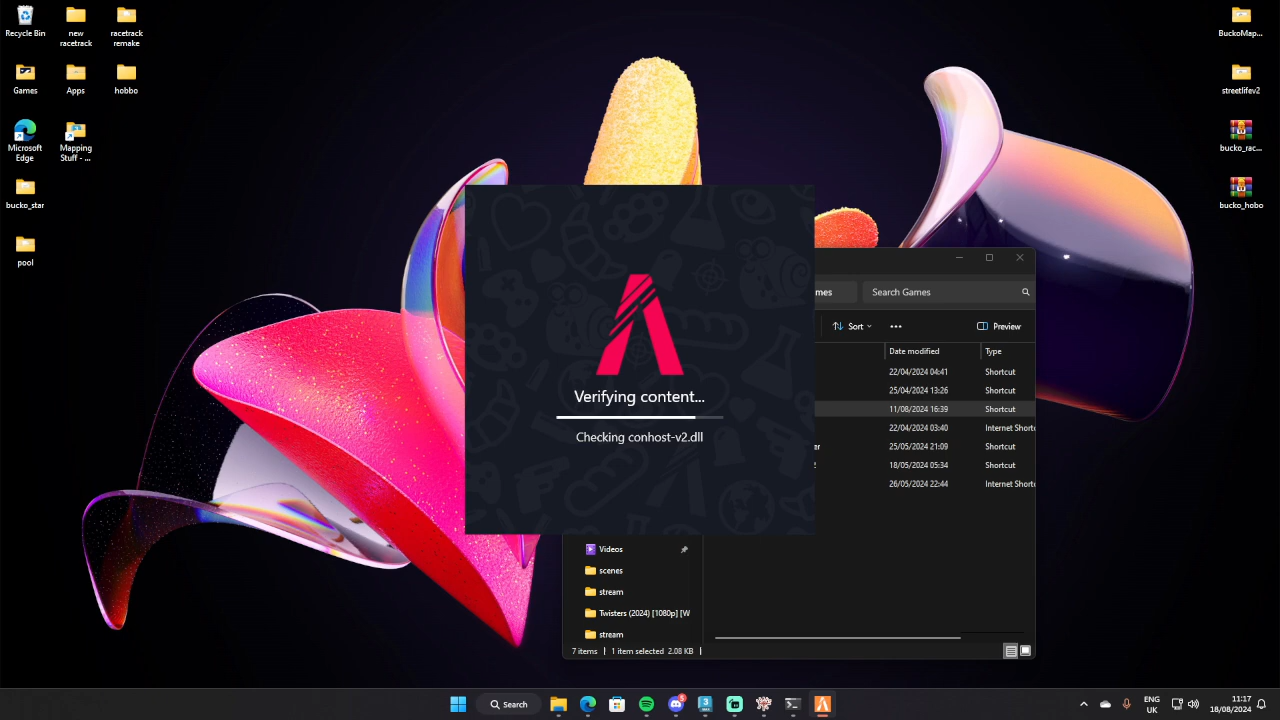 Recycle Bin
new
racetrack
racetrack
remake
Games
Apps
hobbo
Microsoft
Edge
Mapping
Stuff - ...
bucko_star
pool
BuckoMap...
streetlifev2
bucko_rac...
bucko_hobo
Verifying content...
Checking conhost-v2.dll
mes
Search Games
Sort
Preview
Date modified
Type
22/04/2024 04:41
Shortcut
25/04/2024 13:26
Shortcut
11/08/2024 16:39
Shortcut
22/04/2024 03:40
Internet Shortc
er
25/05/2024 21:09
Shortcut
18/05/2024 05:34
Shortcut
26/05/2024 22:44
Internet Shortc
Videos
scenes
stream
Twisters (2024) [1080p] [W
stream
7 items
1 item selected 2.08 KB
Search
5
3
ENG
UK
11:17
18/08/2024